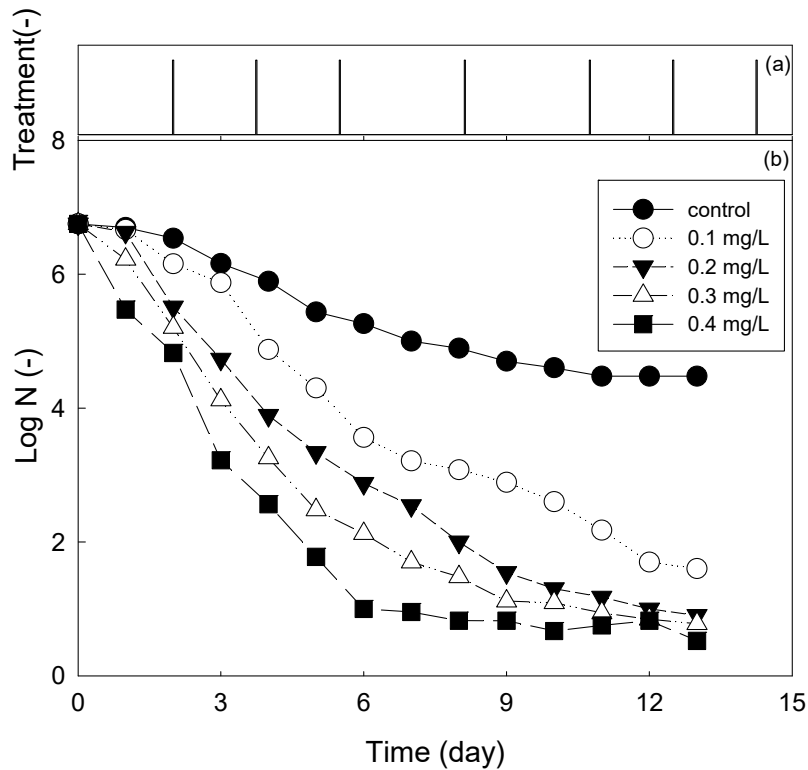 Treatment(-)
(a)
8
(b)
control
0.1 mg/L
0.2 mg/L
0.3 mg/L
0.4 mg/L
6
Log N (-)
4
2
0
0 3 6 9 12 15
Time (day)